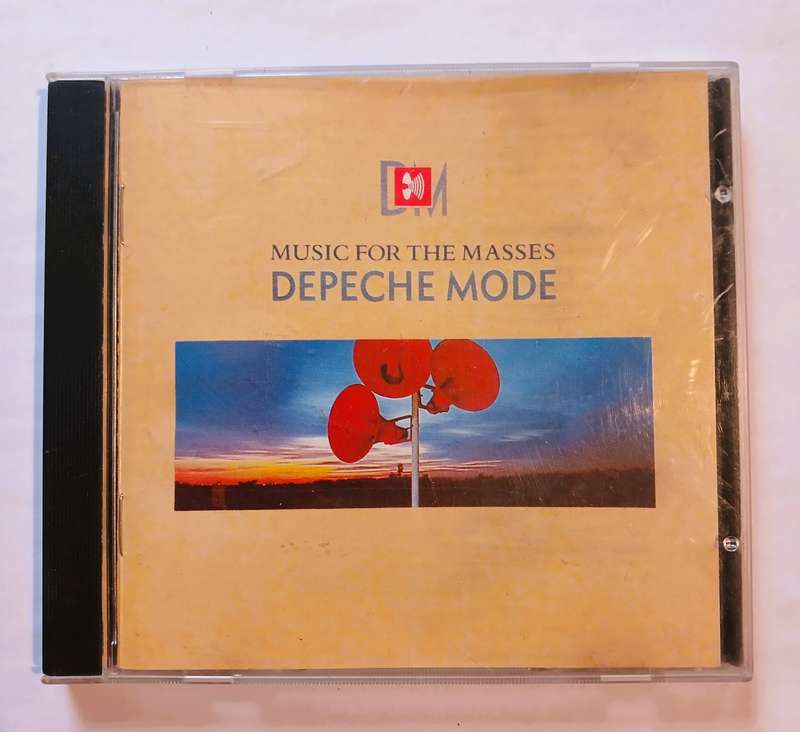 DM
MUSIC FOR THE MASSES
DEPECHE MODE